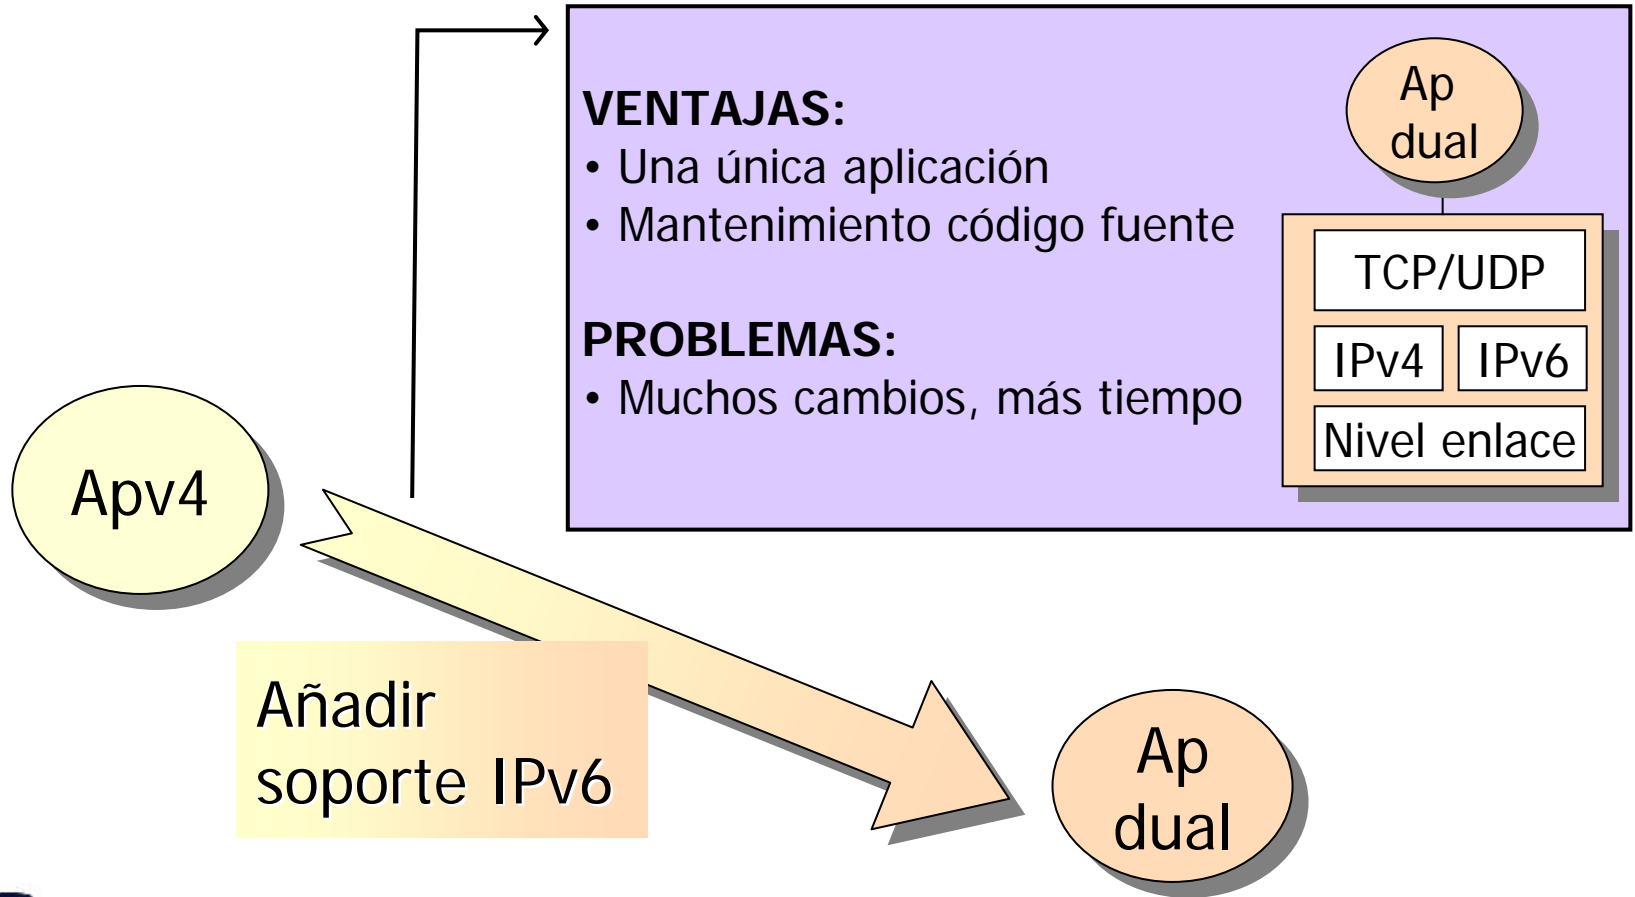 VENTAJAS:
• Una única aplicación
• Mantenimiento código fuente
PROBLEMAS:
• Muchos cambios, más tiempo
Ap
dual
TCP/UDP
IPv4 IPv6
Nivel enlace
Apv4
Añadir
soporte IPv6
Ap
dual